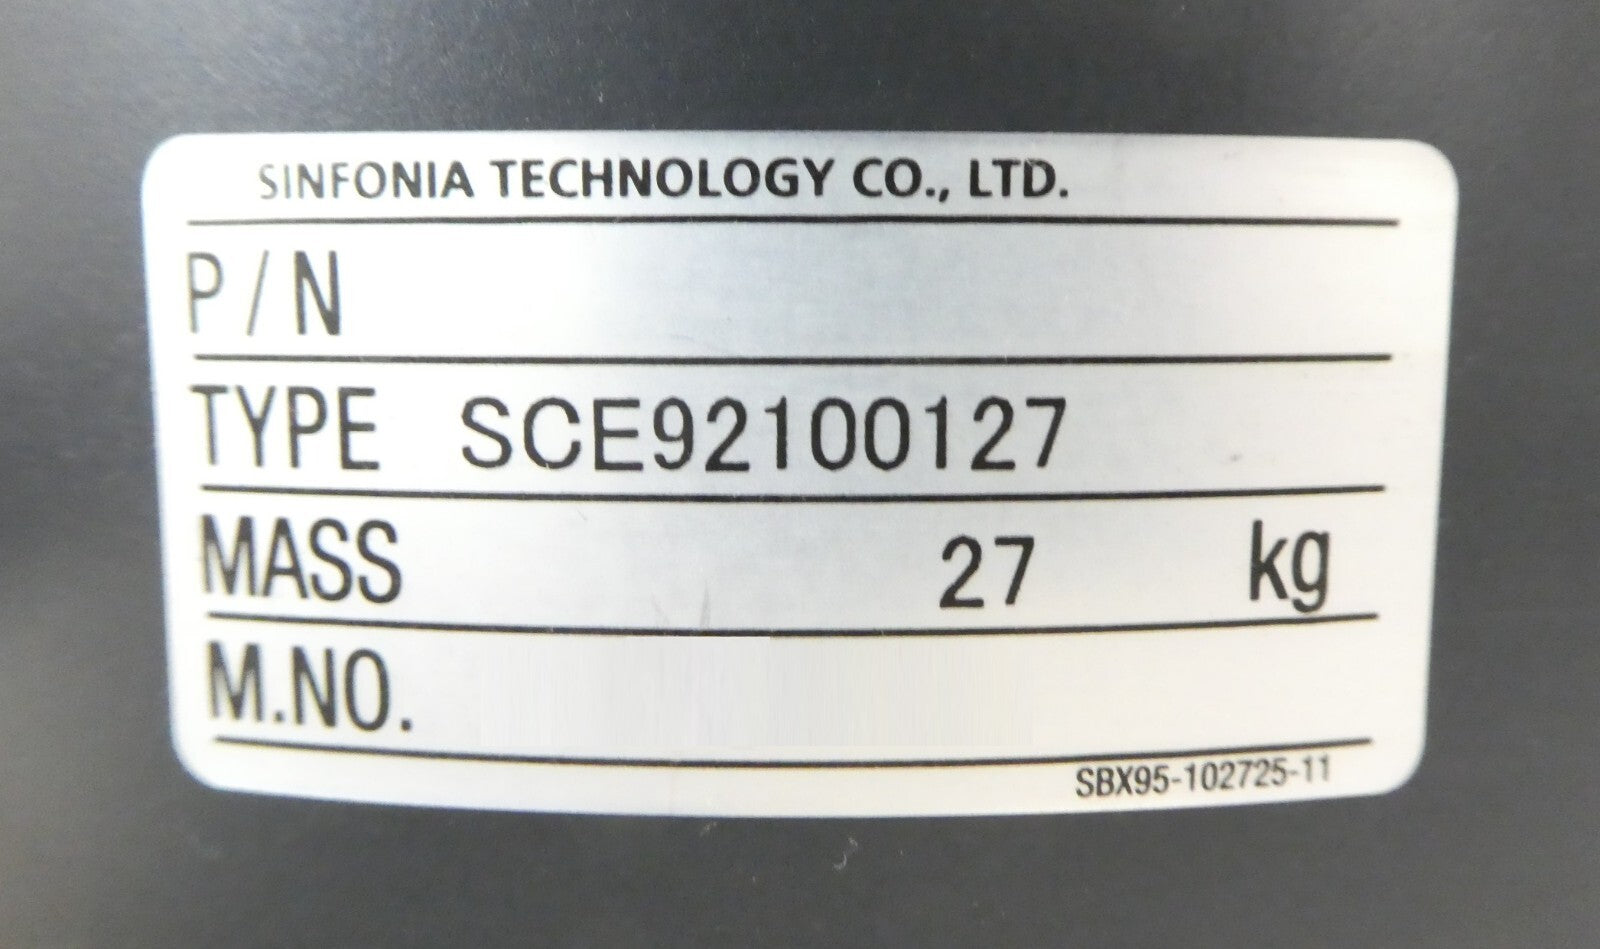 SINFONIA TECHNOLOGY CO., LTD.
P / N
TYPE SCE92100127
MASS 27 kg
M.NO.
SBX95-102725-11